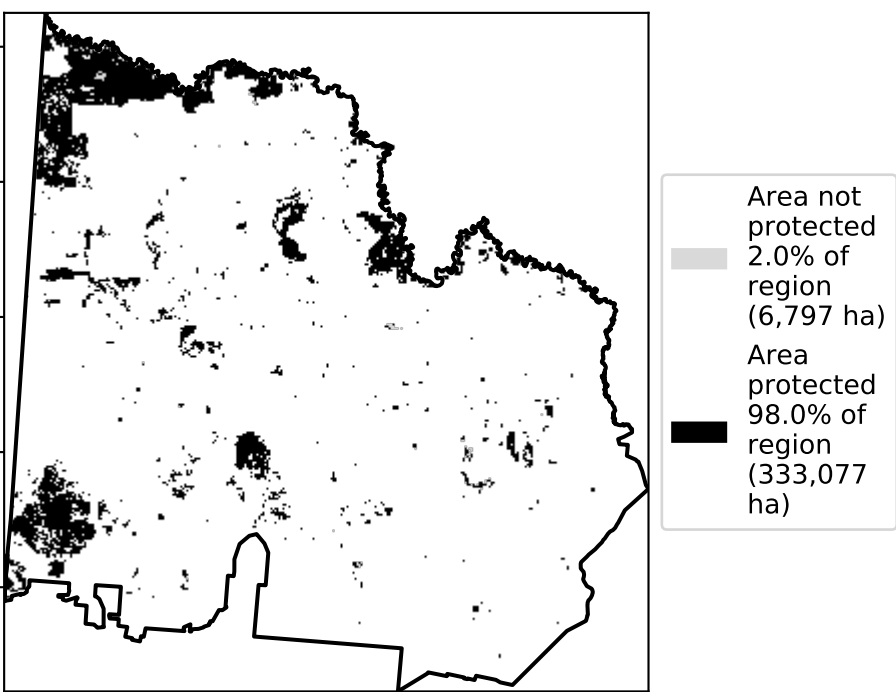 Area not
protected
2.0% of
region
(6,797 ha)
Area
protected
98.0% of
region
(333,077
ha)